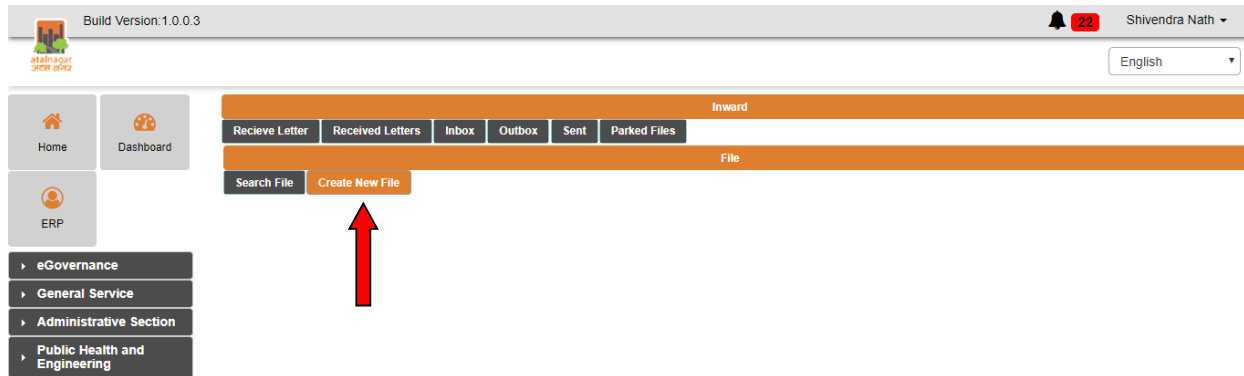 Build Version:1.0.0.3
22
Shivendra Nath
atalnagar
अटल नगर
English
Home
Dashboard
ERP
Inward
Recieve Letter Received Letters Inbox Outbox Sent Parked Files
File
Search File Create New File
eGovernance
General Service
Administrative Section
Public Health and
Engineering